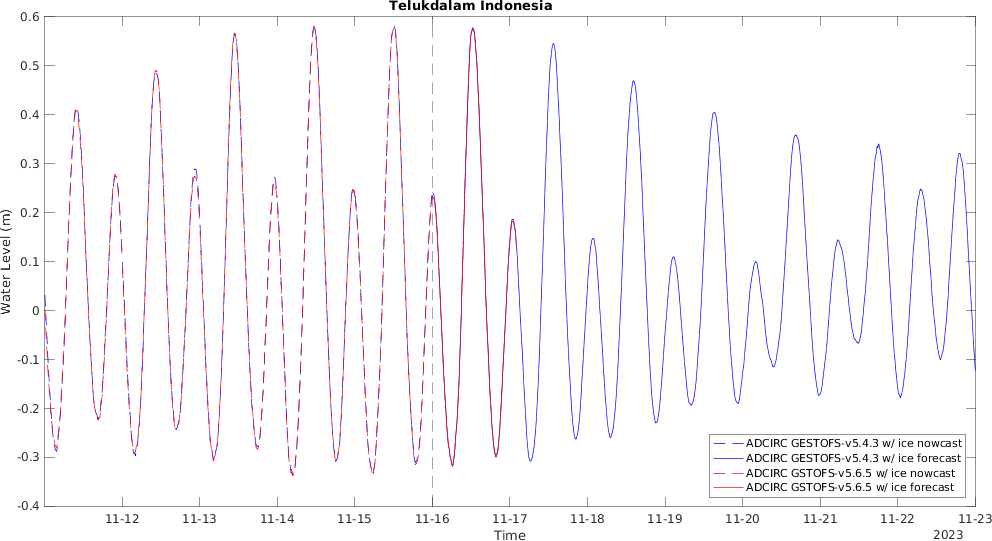 Telukdalam Indonesia
0.6
0.5
0.4
0.3
0.2
0.1
0
-0.1
-0.2
-0.3
-0.4
Water Level (m)
11-12 11-13 11-14 11-15 11-16 11-17 11-18 11-19 11-20 11-21 11-22 11-23
Time
2023
ADCIRC GESTOFS-v5.4.3 w/ ice nowcast
ADCIRC GESTOFS-v5.4.3 w/ ice forecast
ADCIRC GSTOFS-v5.6.5 w/ ice nowcast
ADCIRC GSTOFS-v5.6.5 w/ ice forecast